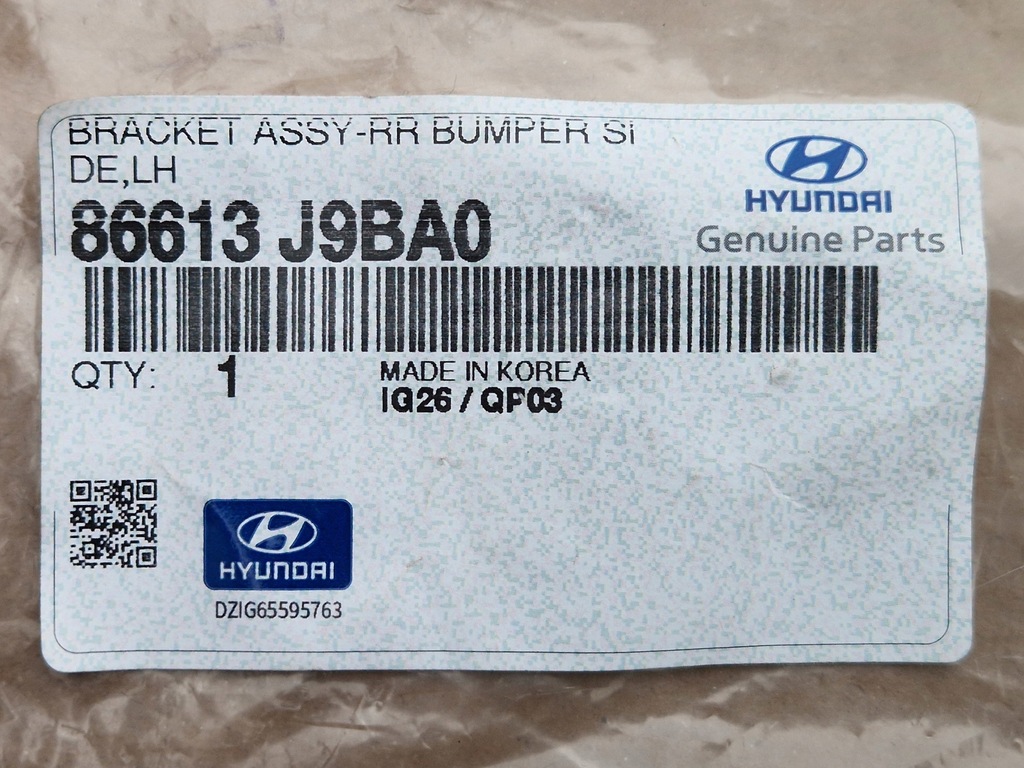 BRACKET ASSY-RR BUMPER SI
DE,LH
86613 J9BA0
HYUNDAI
Genuine Parts
QTY: 1
MADE IN KOREA
IG26 / QP03
HYUNDAI
DZIG65595763